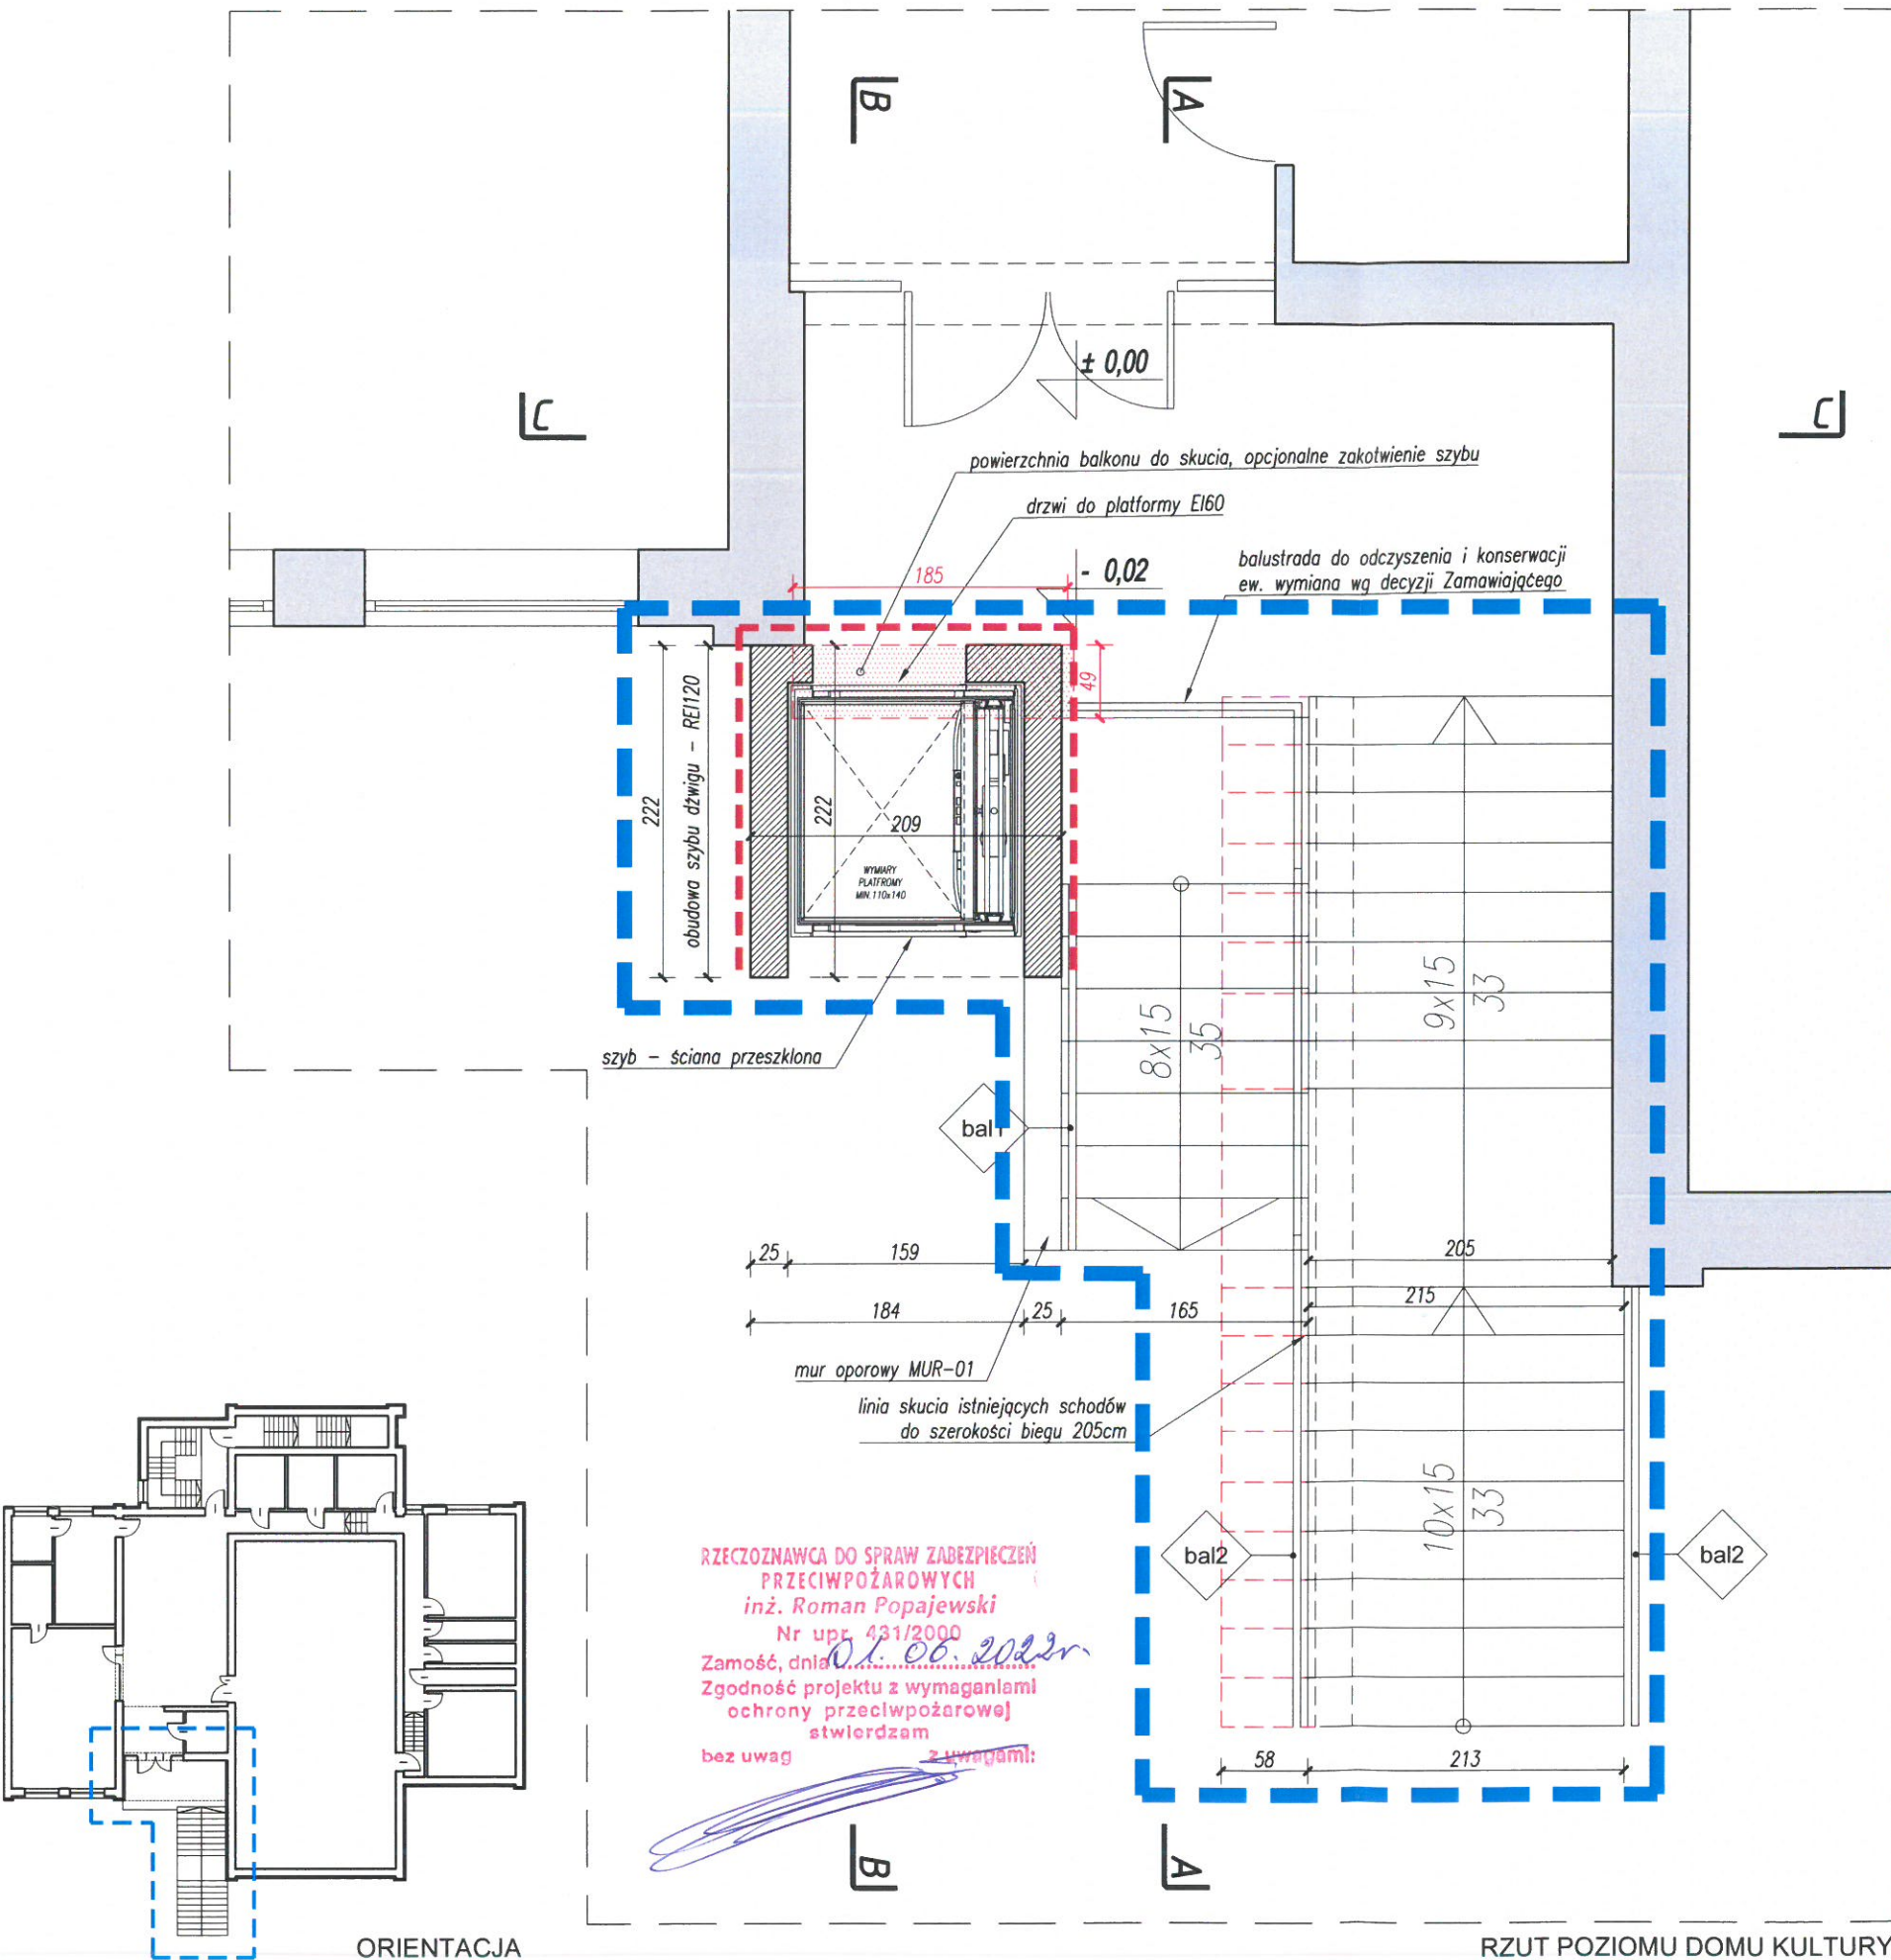 B
A
± 0,00
C
C
powierzchnia balkonu do skucia, opcjonalne zakotwienie szybu
drzwi do platformy EI60
balustrada do odczyszenia i konserwacji
ew. wymiana wg decyzji Zamawiającego
185
- 0,02
49
222
obudowa szybu dźwigu - REI120
222
209
WYMIARY
PLATFROMY
MIN. 110x140
8x15
35
9x15
33
szyb - ściana przeszklona
bal1
25
159
205
184
25
165
215
mur oporowy MUR-01
linia skucia istniejących schodów
do szerokości biegu 205cm
10x15
33
bal2
bal2
RZECZOZNAWCA DO SPRAW ZABEZPIECZEŃ
PRZECIWPOŻAROWYCH
inż. Roman Popajewski
Nr upr. 431/2000
Zamość, dnia 01. 06. 2022r.
Zgodność projektu z wymaganiami
ochrony przeciwpożarowej
stwierdzam
bez uwag z uwagami:
58
213
B
A
ORIENTACJA
RZUT POZIOMU DOMU KULTURY